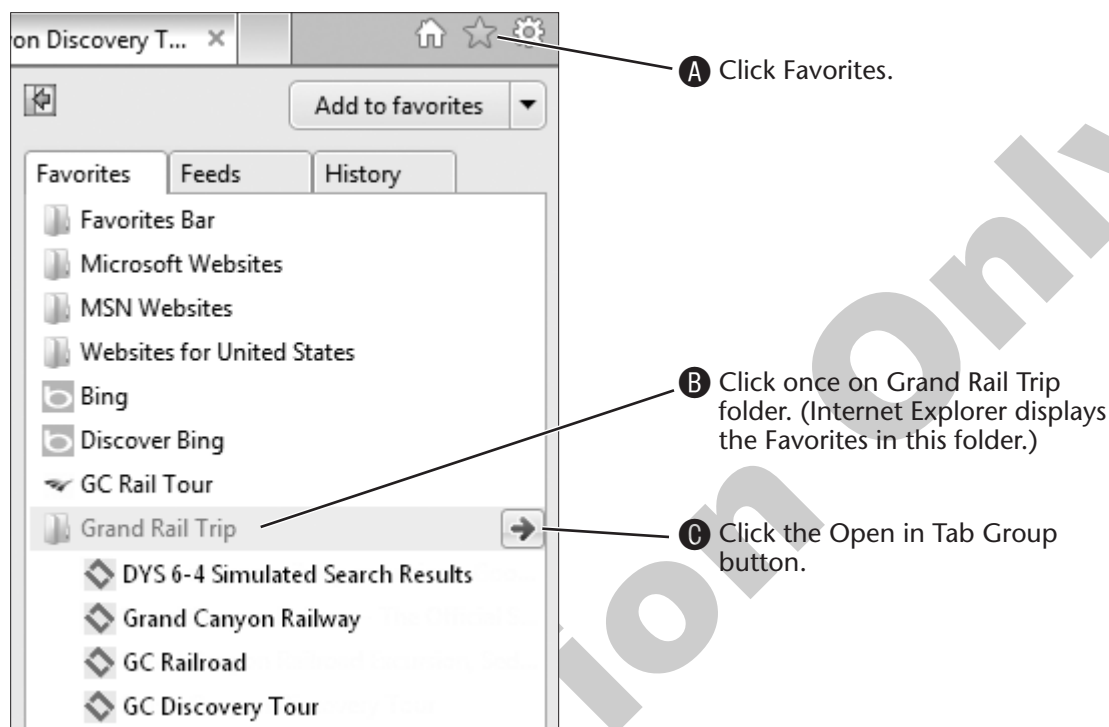 on Discovery T... ×
A Click Favorites.
Add to favorites
Favorites Feeds History
Favorites Bar
Microsoft Websites
MSN Websites
Websites for United States
Bing
Discover Bing
GC Rail Tour
Grand Rail Trip
DYS 6-4 Simulated Search Results
Grand Canyon Railway
GC Railroad
GC Discovery Tour
B Click once on Grand Rail Trip
folder. (Internet Explorer displays
the Favorites in this folder.)
C Click the Open in Tab Group
button.
ion Only